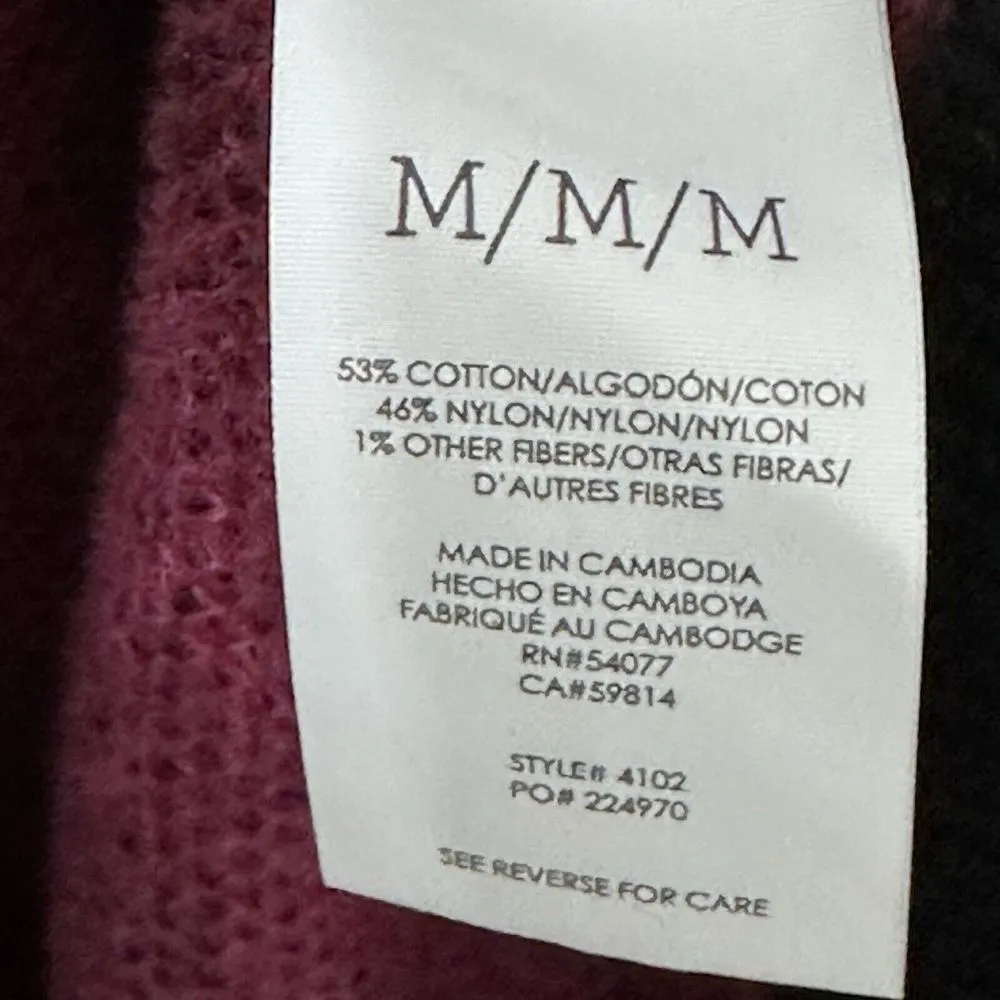 M/M/M
53% COTTON/ALGODÓN/COTON
46% NYLON/NYLON/NYLON
1% OTHER FIBERS/OTRAS FIBRAS/
D'AUTRES FIBRES
MADE IN CAMBODIA
HECHO EN CAMBOYA
FABRIQUÉ AU CAMBODGE
RN#54077
CA#59814
STYLE# 4102
PO# 224970
SEE REVERSE FOR CARE